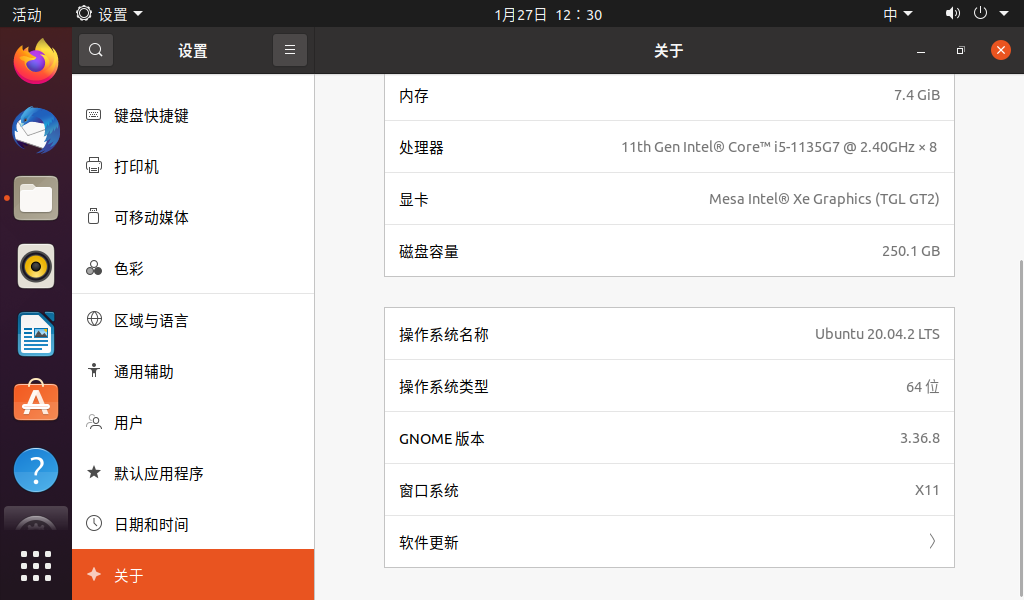 活动
设置
1月27日 12：30
中
设置
关于
键盘快捷键
打印机
可移动媒体
色彩
区域与语言
通用辅助
用户
默认应用程序
日期和时间
关于
内存 7.4 GiB
处理器 11th Gen Intel® Core™ i5-1135G7 @ 2.40GHz × 8
显卡 Mesa Intel® Xe Graphics (TGL GT2)
磁盘容量 250.1 GB
操作系统名称 Ubuntu 20.04.2 LTS
操作系统类型 64 位
GNOME 版本 3.36.8
窗口系统 X11
软件更新